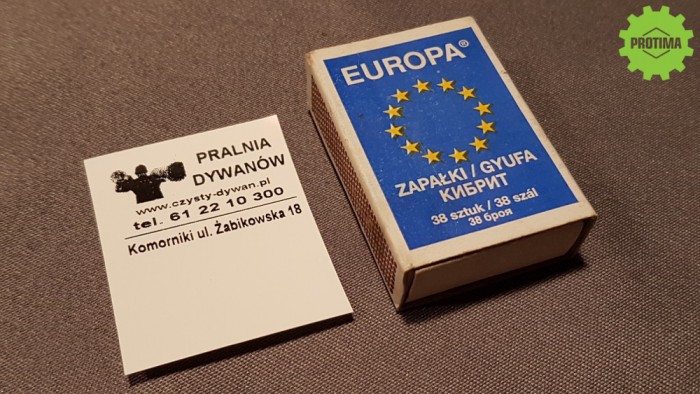 PRALNIA
DYWANÓW
www.czysty-dywan.pl
tel. 61 22 10 300
Komorniki ul. Żabikowska 18
EUROPA®
ZAPAŁKI / GYUFA
КИБРИТ
38 sztuk / 38 szál
38 броя
PROTIMA